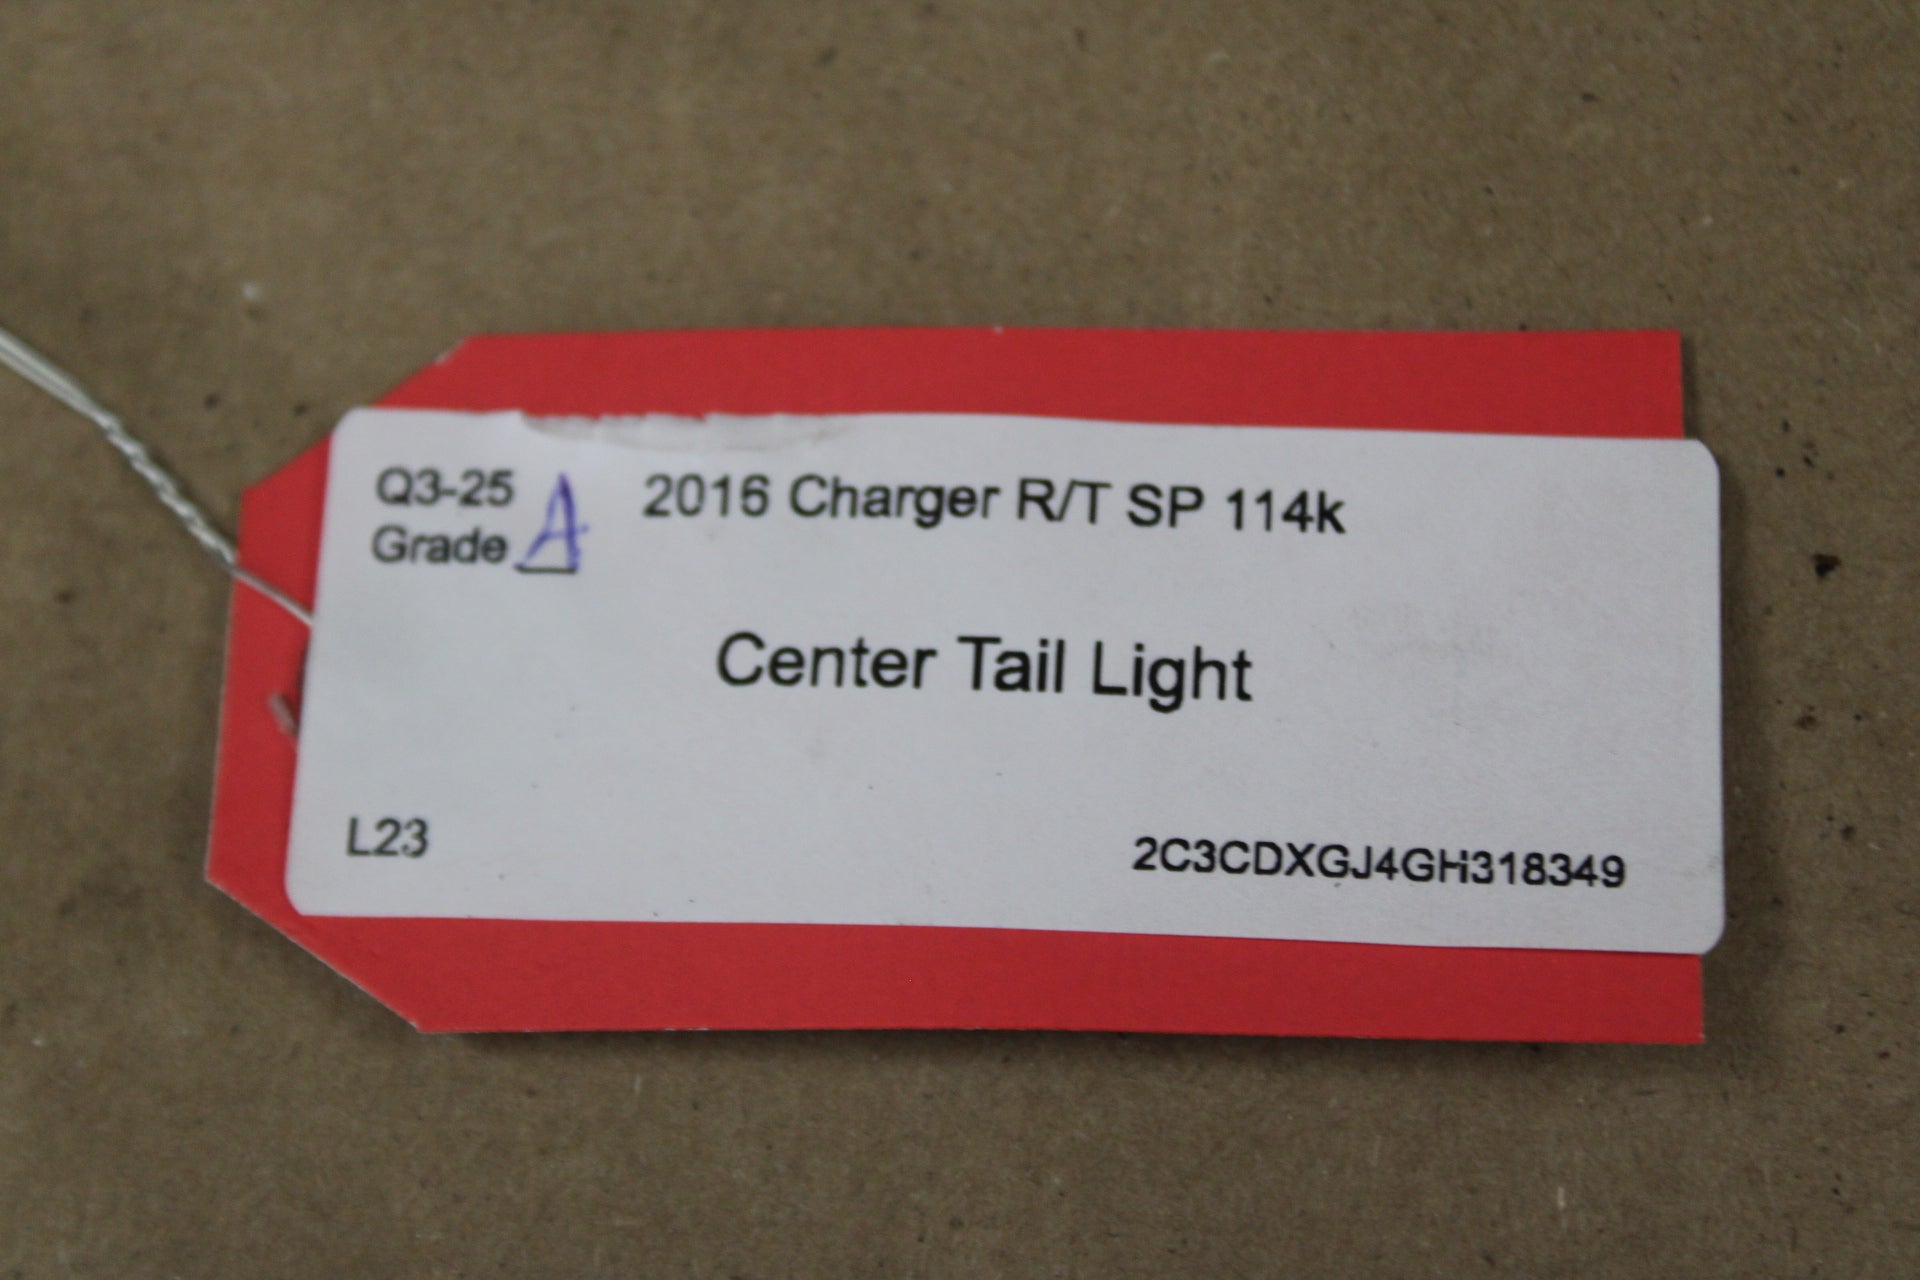 Q3-25
Grade A
2016 Charger R/T SP 114k
Center Tail Light
L23
2C3CDXGJ4GH318349